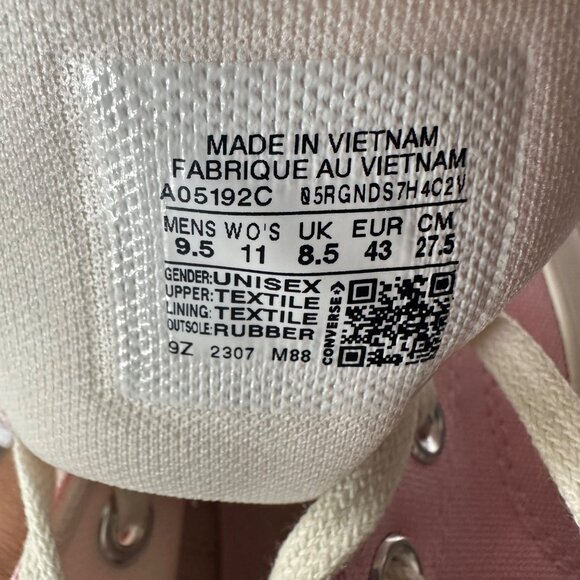 MADE IN VIETNAM
FABRIQUE AU VIETNAM
A05192C 05RGNDS7H4C2V
MENS WO'S UK EUR CM
9.5 11 8.5 43 27.5
GENDER: UNISEX
UPPER: TEXTILE
LINING: TEXTILE
OUTSOLE: RUBBER
CONVERSE
9Z 2307 M88